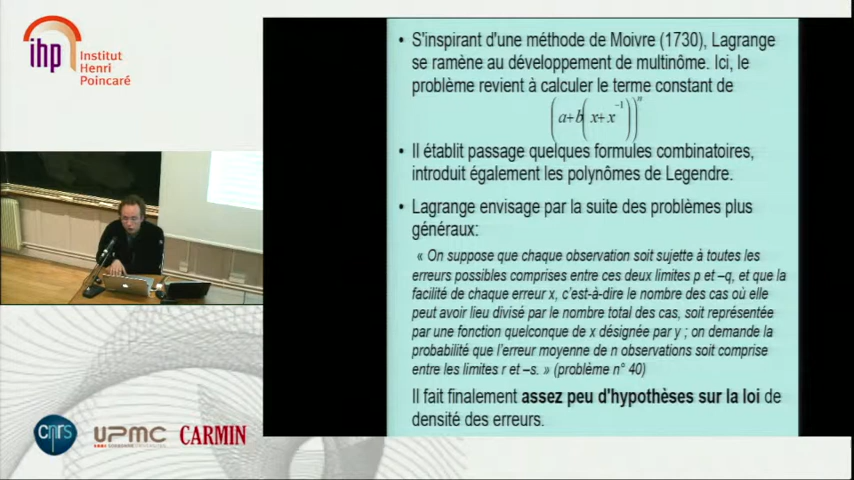 ihp
Institut
Henri
Poincaré
• S'inspirant d'une méthode de Moivre (1730), Lagrange
se ramène au développement de multinôme. Ici, le
problème revient à calculer le terme constant de
(a+b(x+x⁻¹))ⁿ
• Il établit passage quelques formules combinatoires,
introduit également les polynômes de Legendre.
• Lagrange envisage par la suite des problèmes plus
généraux:
« On suppose que chaque observation soit sujette à toutes les
erreurs possibles comprises entre ces deux limites p et –q, et que la
facilité de chaque erreur x, c'est-à-dire le nombre des cas où elle
peut avoir lieu divisé par le nombre total des cas, soit représentée
par une fonction quelconque de x désignée par y ; on demande la
probabilité que l'erreur moyenne de n observations soit comprise
entre les limites r et –s. » (problème n° 40)
Il fait finalement assez peu d'hypothèses sur la loi de
densité des erreurs.
cnrs
UPMC
CARMIN